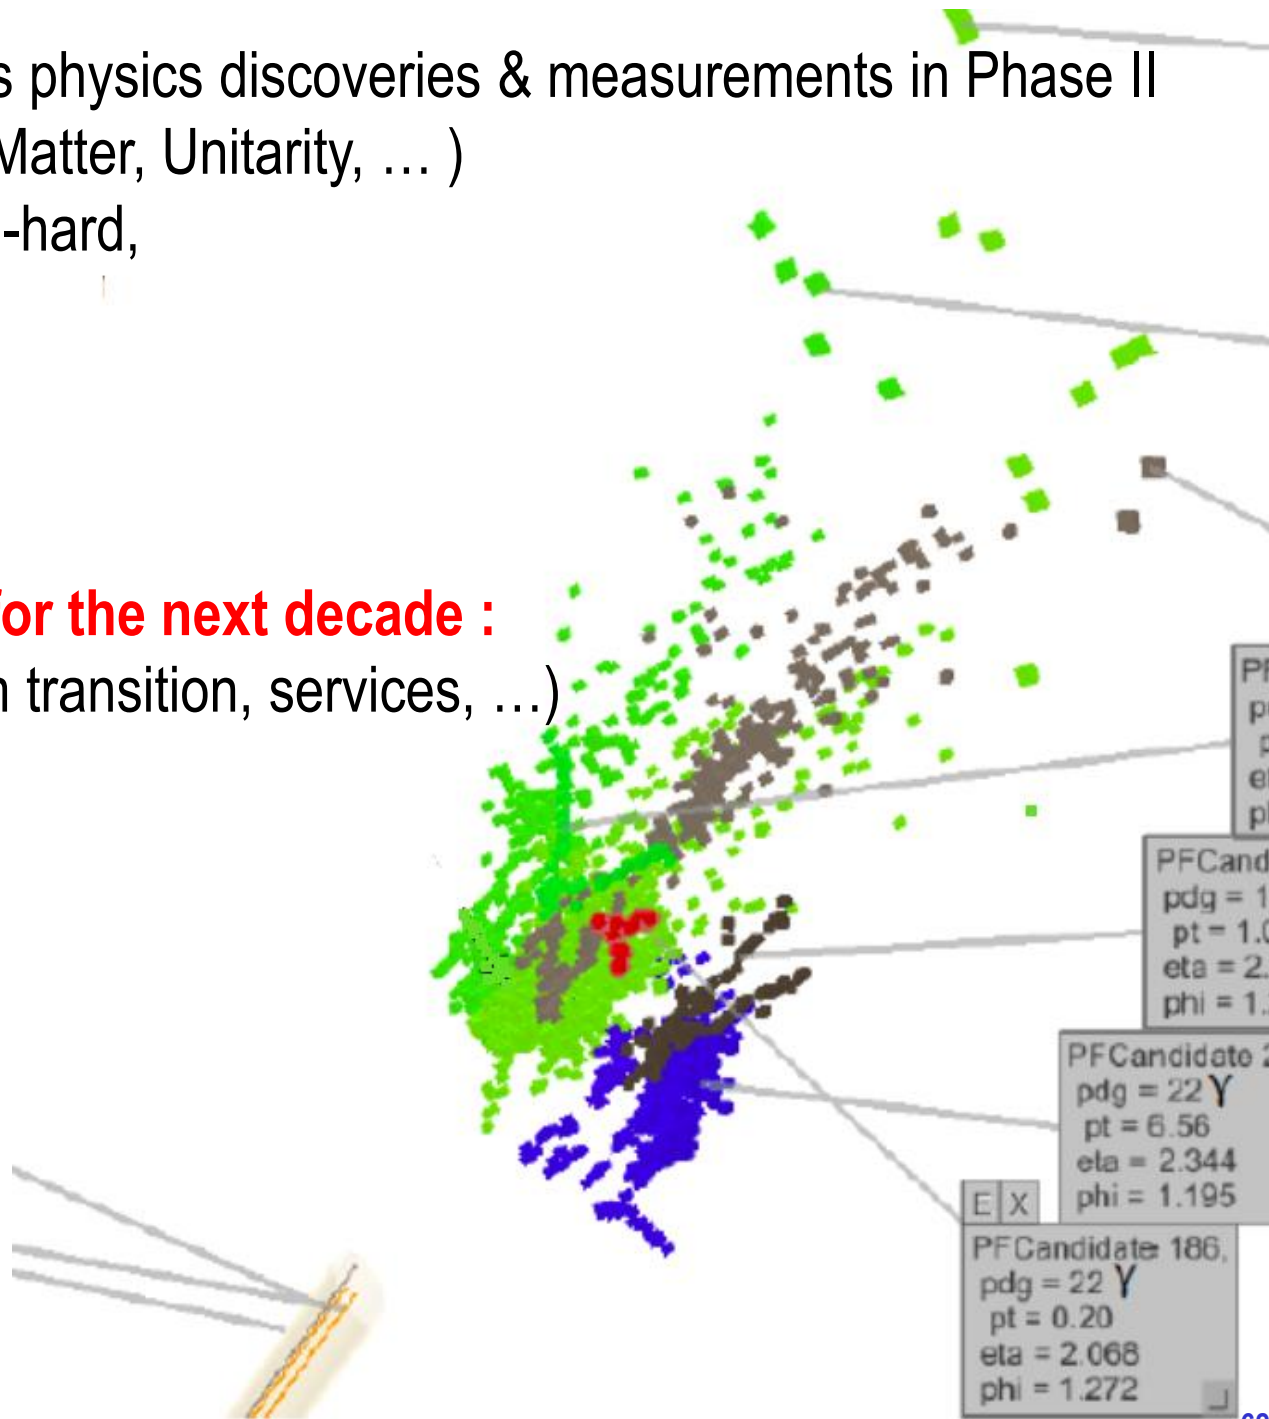 s physics discoveries & measurements in Phase II
Matter, Unitarity, … )
-hard,
for the next decade :
n transition, services, …)
PFCand
pdg = 1
pt = 1.0
eta = 2.
phi = 1.
PFCandidate 2
pdg = 22 γ
pt = 6.56
eta = 2.344
phi = 1.195
E X
PFCandidate 186,
pdg = 22 γ
pt = 0.20
eta = 2.068
phi = 1.272